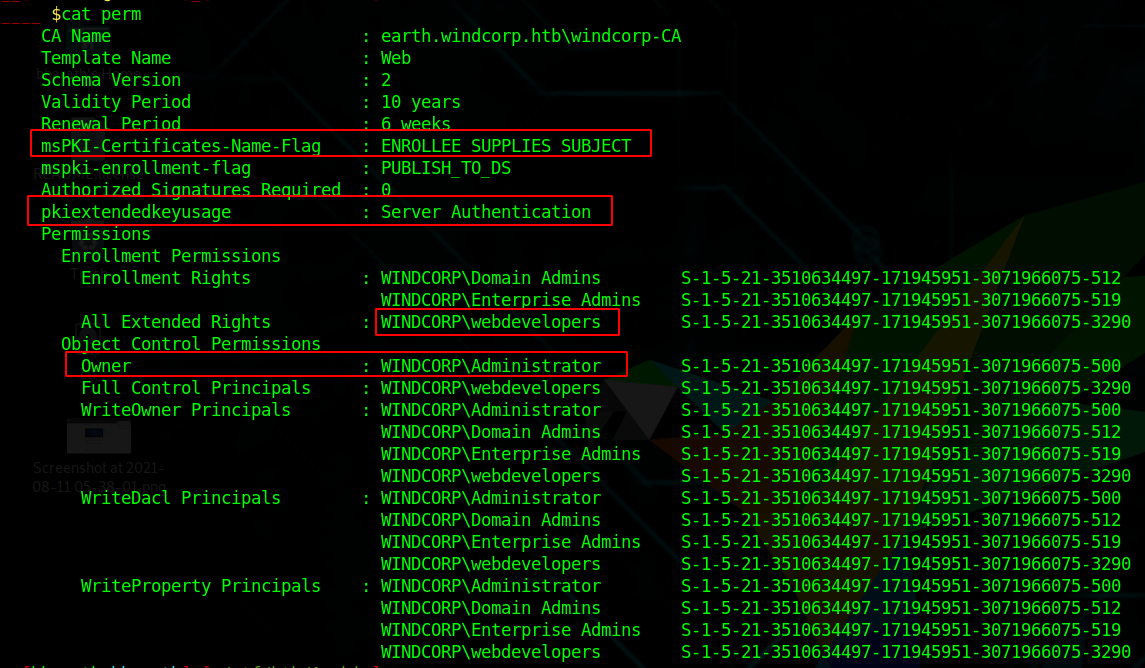 $cat perm
CA Name : earth.windcorp.htb\windcorp-CA
Template Name : Web
Schema Version : 2
Validity Period : 10 years
Renewal Period : 6 weeks
msPKI-Certificates-Name-Flag : ENROLLEE SUPPLIES SUBJECT
mspki-enrollment-flag : PUBLISH_TO_DS
Authorized Signatures Required : 0
pkiextendedkeyusage : Server Authentication
Permissions
Enrollment Permissions
Enrollment Rights : WINDCORP\Domain Admins S-1-5-21-3510634497-171945951-3071966075-512
WINDCORP\Enterprise Admins S-1-5-21-3510634497-171945951-3071966075-519
All Extended Rights : WINDCORP\webdevelopers S-1-5-21-3510634497-171945951-3071966075-3290
Object Control Permissions
Owner : WINDCORP\Administrator S-1-5-21-3510634497-171945951-3071966075-500
Full Control Principals : WINDCORP\webdevelopers S-1-5-21-3510634497-171945951-3071966075-3290
WriteOwner Principals : WINDCORP\Administrator S-1-5-21-3510634497-171945951-3071966075-500
WINDCORP\Domain Admins S-1-5-21-3510634497-171945951-3071966075-512
WINDCORP\Enterprise Admins S-1-5-21-3510634497-171945951-3071966075-519
WINDCORP\webdevelopers S-1-5-21-3510634497-171945951-3071966075-3290
WriteDacl Principals : WINDCORP\Administrator S-1-5-21-3510634497-171945951-3071966075-500
WINDCORP\Domain Admins S-1-5-21-3510634497-171945951-3071966075-512
WINDCORP\Enterprise Admins S-1-5-21-3510634497-171945951-3071966075-519
WINDCORP\webdevelopers S-1-5-21-3510634497-171945951-3071966075-3290
WriteProperty Principals : WINDCORP\Administrator S-1-5-21-3510634497-171945951-3071966075-500
WINDCORP\Domain Admins S-1-5-21-3510634497-171945951-3071966075-512
WINDCORP\Enterprise Admins S-1-5-21-3510634497-171945951-3071966075-519
WINDCORP\webdevelopers S-1-5-21-3510634497-171945951-3071966075-3290
Screenshot at 2021-
08-11 05-38-01.png